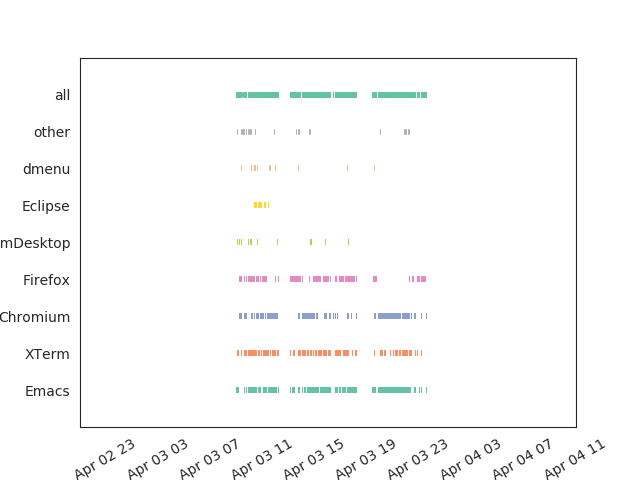 all
other
dmenu
Eclipse
mDesktop
Firefox
Chromium
XTerm
Emacs
Apr 02 23
Apr 03 03
Apr 03 07
Apr 03 11
Apr 03 15
Apr 03 19
Apr 03 23
Apr 04 03
Apr 04 07
Apr 04 11